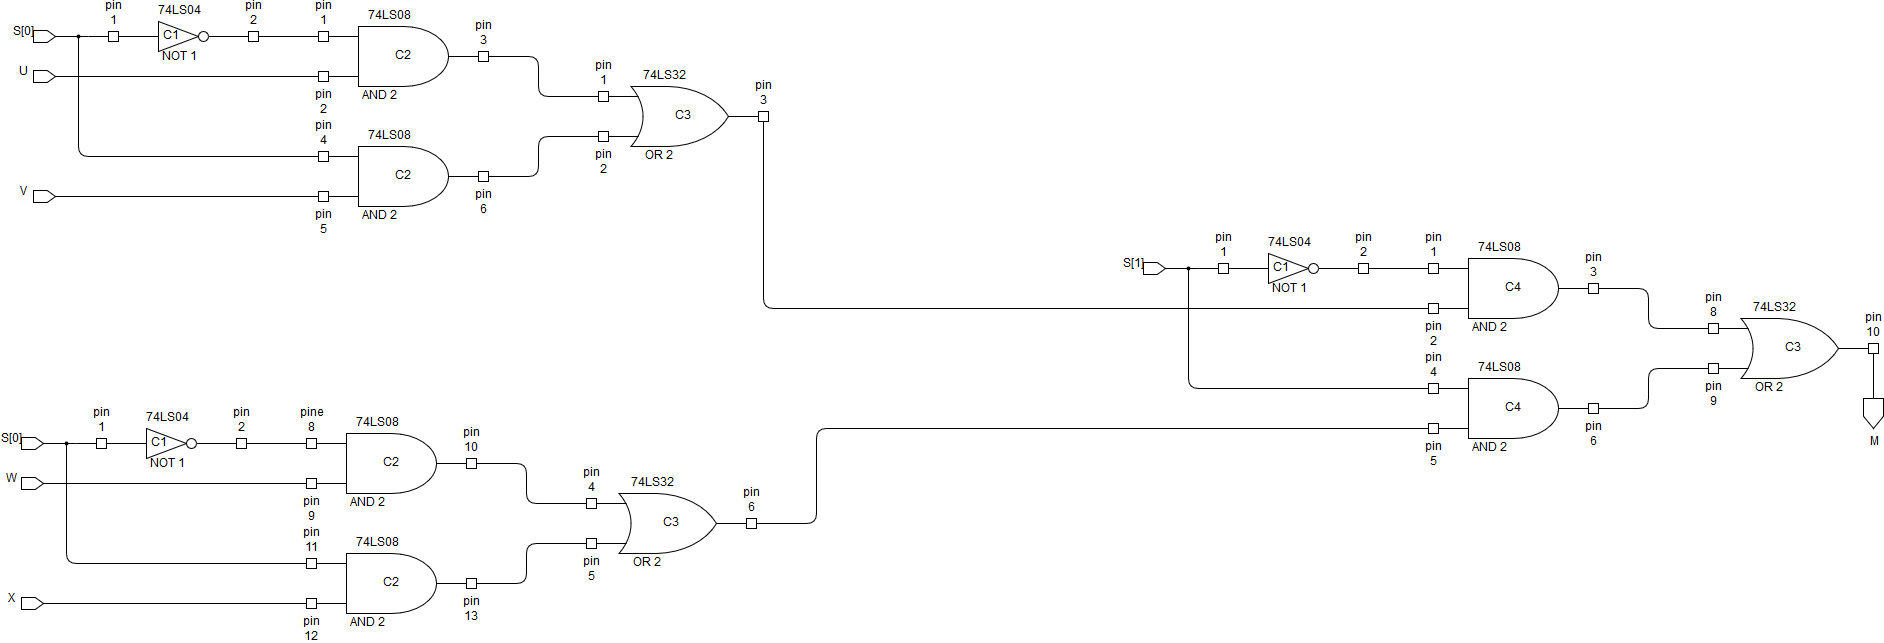 pin
1
74LS04
pin
2
pin
1
74LS08
S[0]
C1
NOT 1
C2
pin
3
U
pin
2
AND 2
pin
1
74LS32
C3
pin
3
pin
4
74LS08
C2
OR 2
pin
2
V
pin
5
AND 2
pin
6
S[1]
pin
1
74LS04
C1
NOT 1
pin
2
pin
1
74LS08
C4
pin
3
pin
2
AND 2
pin
8
74LS32
C3
pin
10
pin
4
74LS08
C4
OR 2
pin
9
pin
5
AND 2
pin
6
M
S[0]
pin
1
74LS04
C1
NOT 1
pin
2
pine
8
74LS08
C2
pin
10
W
pin
9
AND 2
pin
4
74LS32
C3
pin
6
pin
11
74LS08
C2
OR 2
pin
5
X
pin
12
AND 2
pin
13